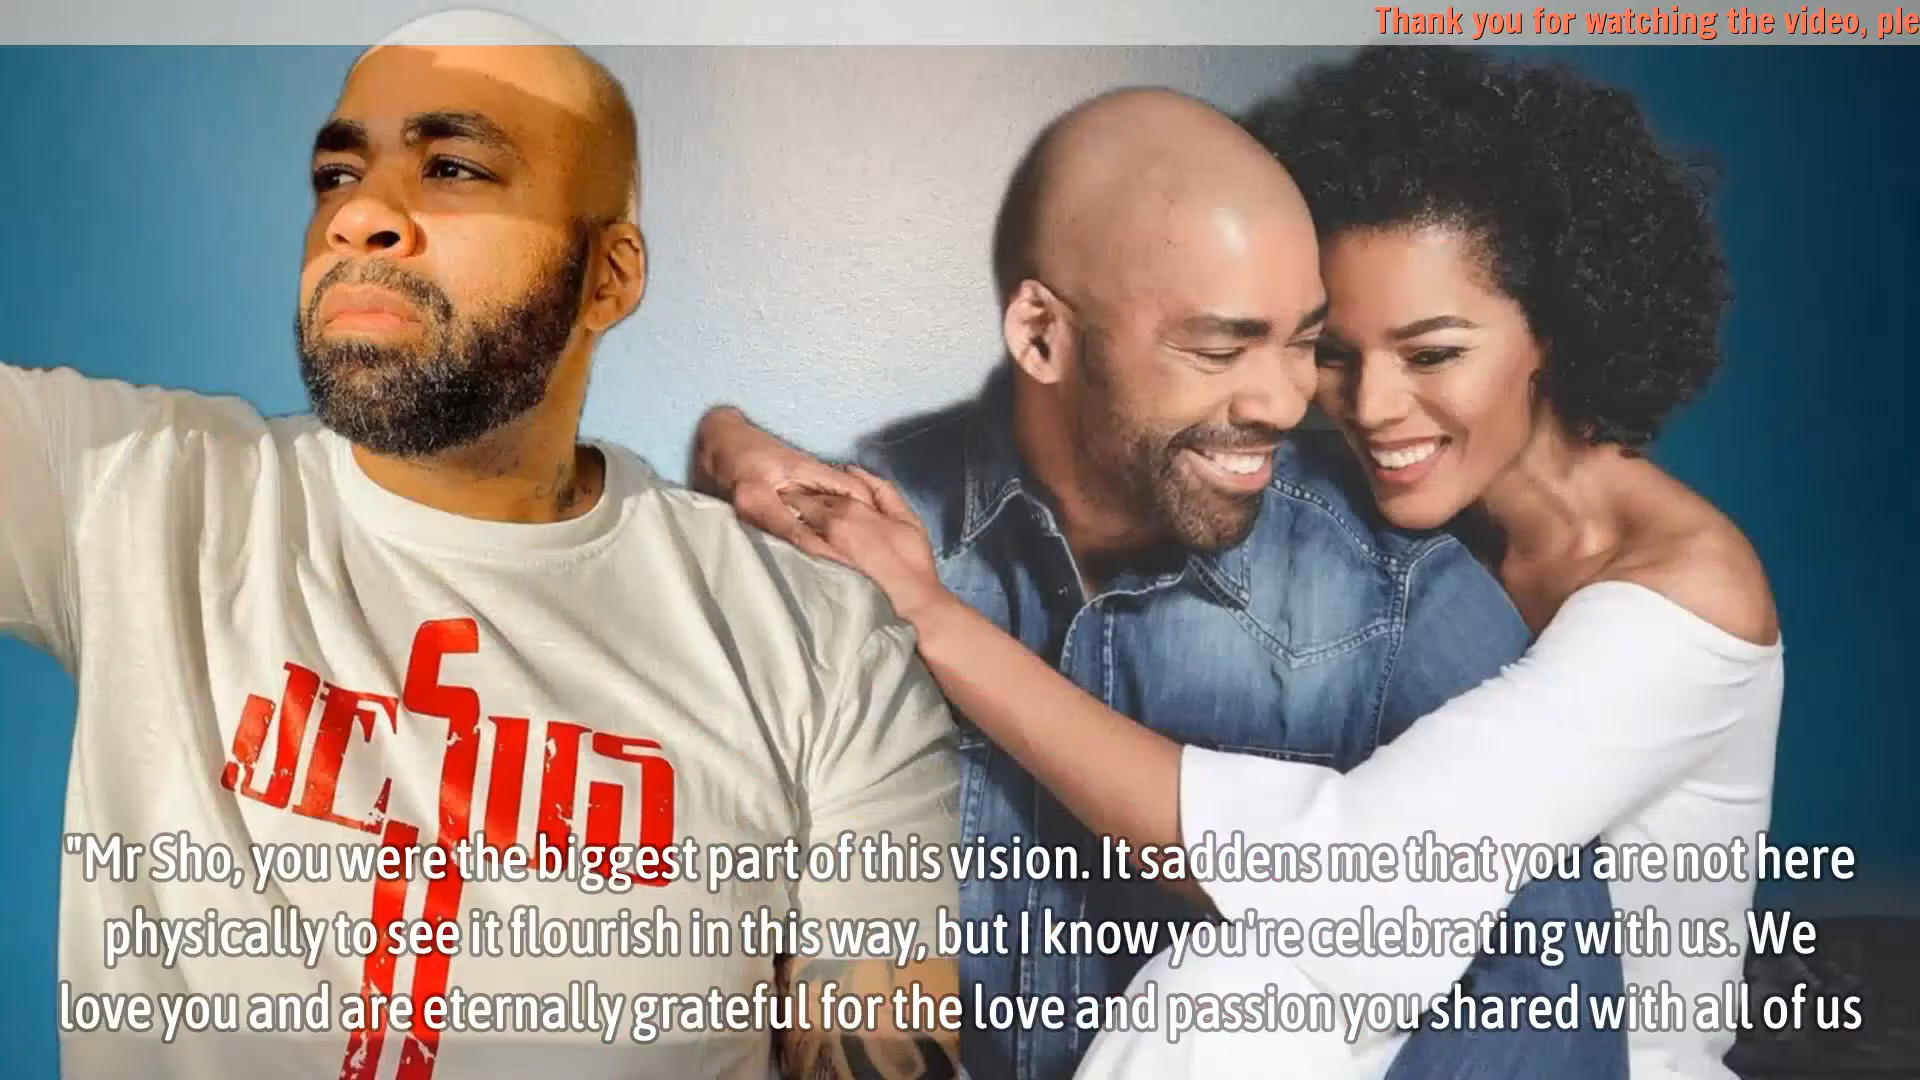 Thank you for watching the video, ple
JESUS
"Mr Sho, you were the biggest part of this vision. It saddens me that you are not here
physically to see it flourish in this way, but I know you're celebrating with us. We
love you and are eternally grateful for the love and passion you shared with all of us